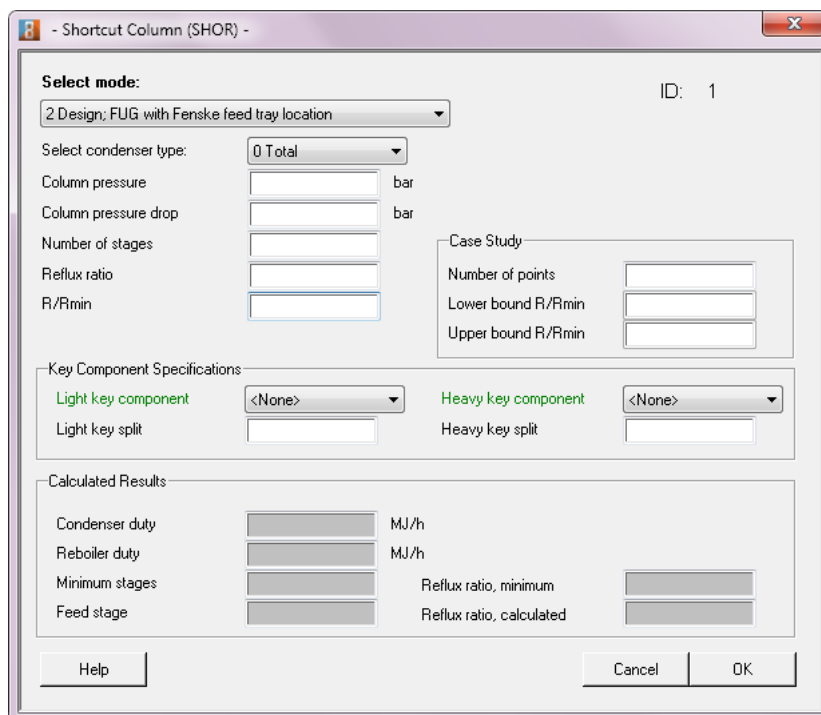 - Shortcut Column (SHOR) -
Select mode:
ID: 1
2 Design; FUG with Fenske feed tray location
Select condenser type: 0 Total
Column pressure bar
Column pressure drop bar
Number of stages
Reflux ratio
R/Rmin
Case Study
Number of points
Lower bound R/Rmin
Upper bound R/Rmin
Key Component Specifications
Light key component <None> Heavy key component <None>
Light key split Heavy key split
Calculated Results
Condenser duty MJ/h
Reboiler duty MJ/h
Minimum stages Reflux ratio, minimum
Feed stage Reflux ratio, calculated
Help Cancel OK